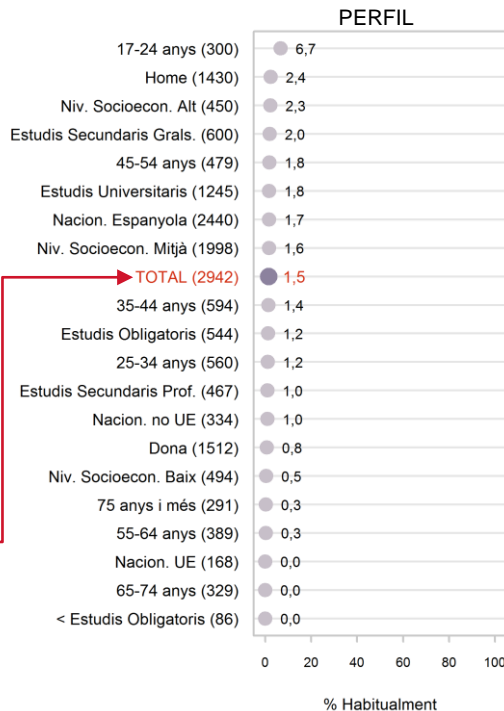 PERFIL
17-24 anys (300) 6,7
Home (1430) 2,4
Niv. Socioecon. Alt (450) 2,3
Estudis Secundaris Grals. (600) 2,0
45-54 anys (479) 1,8
Estudis Universitaris (1245) 1,8
Nacion. Espanyola (2440) 1,7
Niv. Socioecon. Mitjà (1998) 1,6
TOTAL (2942) 1,5
35-44 anys (594) 1,4
Estudis Obligatoris (544) 1,2
25-34 anys (560) 1,2
Estudis Secundaris Prof. (467) 1,0
Nacion. no UE (334) 1,0
Dona (1512) 0,8
Niv. Socioecon. Baix (494) 0,5
75 anys i més (291) 0,3
55-64 anys (389) 0,3
Nacion. UE (168) 0,0
65-74 anys (329) 0,0
< Estudis Obligatoris (86) 0,0
0 20 40 60 80 100
% Habitualment